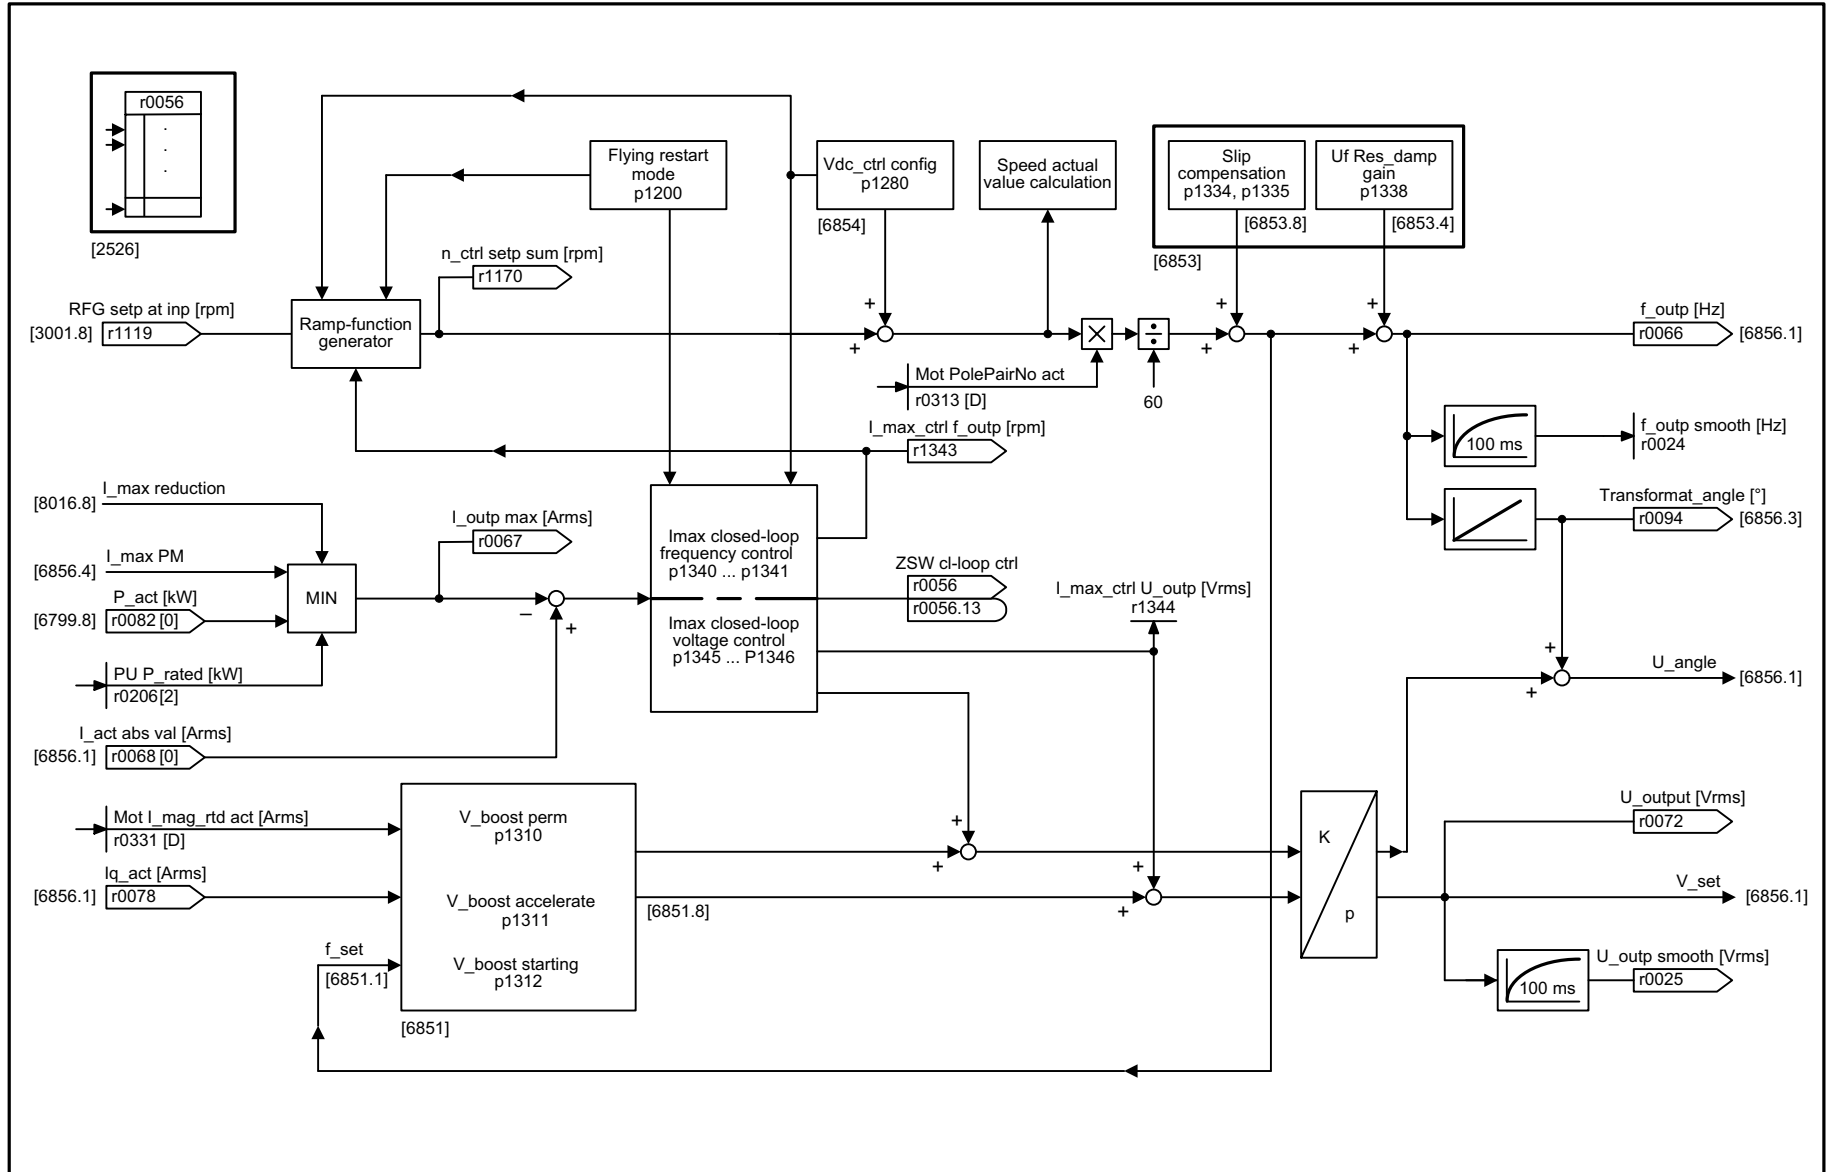 r0056
[2526]
Flying restart
mode
p1200
Vdc_ctrl config
p1280
[6854]
Speed actual
value calculation
Slip
compensation
p1334, p1335
[6853.8]
Uf Res_damp
gain
p1338
[6853.4]
[6853]
n_ctrl setp sum [rpm]
r1170
RFG setp at inp [rpm]
[3001.8]
r1119
Ramp-function
generator
+
+
+
+
+
+
f_outp [Hz]
r0066
[6856.1]
Mot PolePairNo act
r0313 [D]
60
I_max_ctrl f_outp [rpm]
r1343
100 ms
f_outp smooth [Hz]
r0024
Transformat_angle [°]
r0094
[6856.3]
I_max reduction
[8016.8]
I_max PM
[6856.4]
P_act [kW]
[6799.8]
r0082 [0]
MIN
PU P_rated [kW]
r0206[2]
I_outp max [Arms]
r0067
–
+
Imax closed-loop
frequency control
p1340 ... p1341
Imax closed-loop
voltage control
p1345 ... P1346
ZSW cl-loop ctrl
r0056
r0056.13
I_max_ctrl U_outp [Vrms]
r1344
+
+
U_angle
[6856.1]
I_act abs val [Arms]
[6856.1]
r0068 [0]
Mot I_mag_rtd act [Arms]
r0331 [D]
Iq_act [Arms]
[6856.1]
r0078
f_set
[6851.1]
V_boost perm
p1310
V_boost accelerate
p1311
V_boost starting
p1312
[6851]
[6851.8]
+
+
+
+
K
p
U_output [Vrms]
r0072
V_set
[6856.1]
100 ms
U_outp smooth [Vrms]
r0025